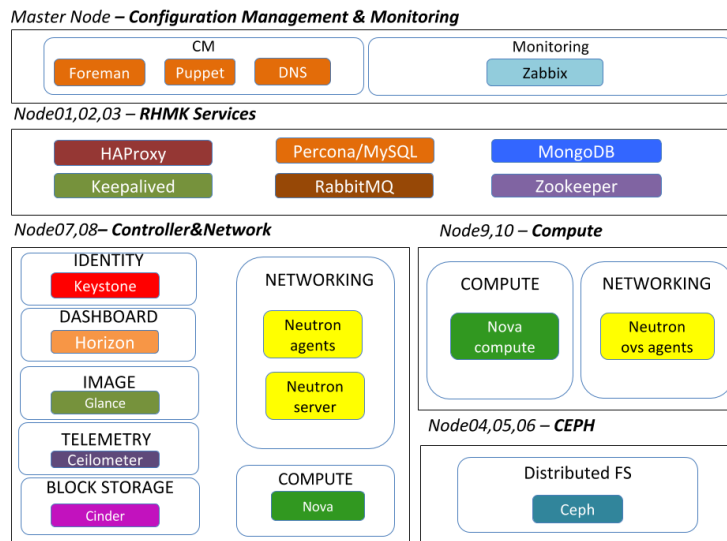 Master Node – Configuration Management & Monitoring
CM
Foreman
Puppet
DNS
Monitoring
Zabbix
Node01,02,03 – RHMK Services
HAProxy
Percona/MySQL
MongoDB
Keepalived
RabbitMQ
Zookeeper
Node07,08– Controller&Network
IDENTITY
Keystone
DASHBOARD
Horizon
IMAGE
Glance
TELEMETRY
Ceilometer
BLOCK STORAGE
Cinder
NETWORKING
Neutron
agents
Neutron
server
COMPUTE
Nova
Node9,10 – Compute
COMPUTE
Nova
compute
NETWORKING
Neutron
ovs agents
Node04,05,06 – CEPH
Distributed FS
Ceph